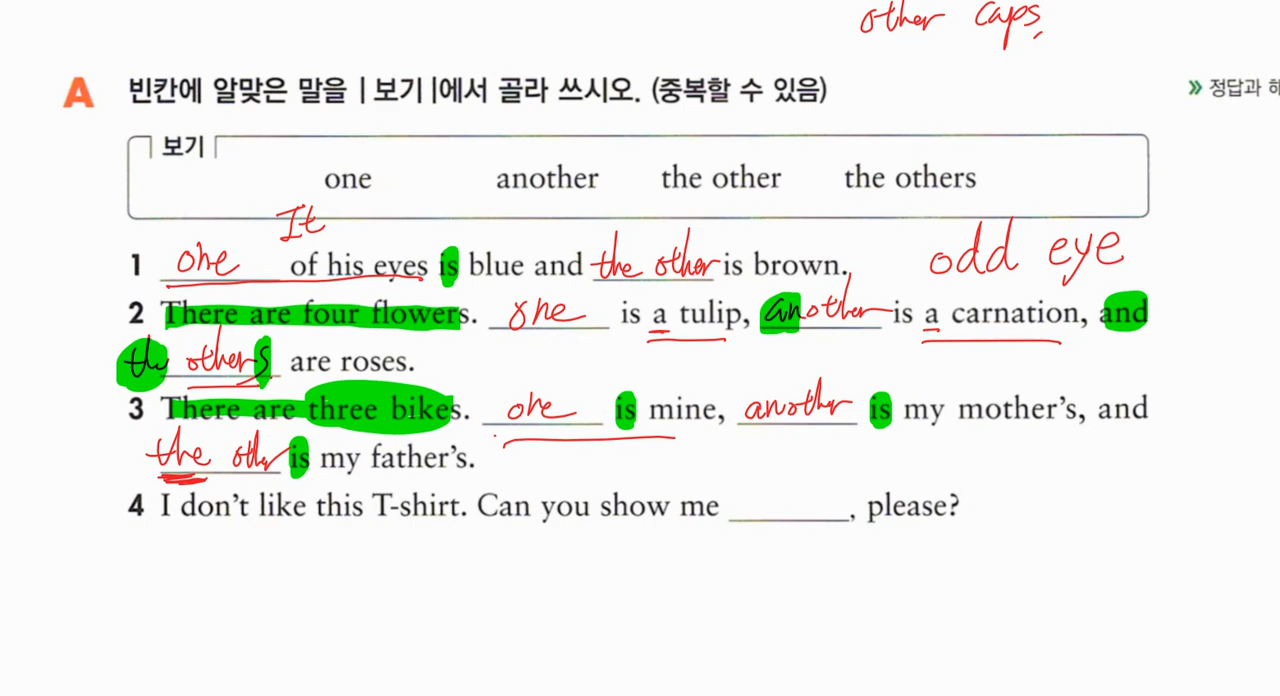 other caps,
A 빈칸에 알맞은 말을 | 보기 |에서 골라 쓰시오. (중복할 수 있음)
» 정답과 해
보기
one another the other the others
It
1 one of his eyes is blue and the other is brown.
odd eye
2 There are four flowers. one is a tulip, another is a carnation, and
the others are roses.
3 There are three bikes. one is mine, another is my mother's, and
the other is my father's.
4 I don't like this T-shirt. Can you show me ________, please?